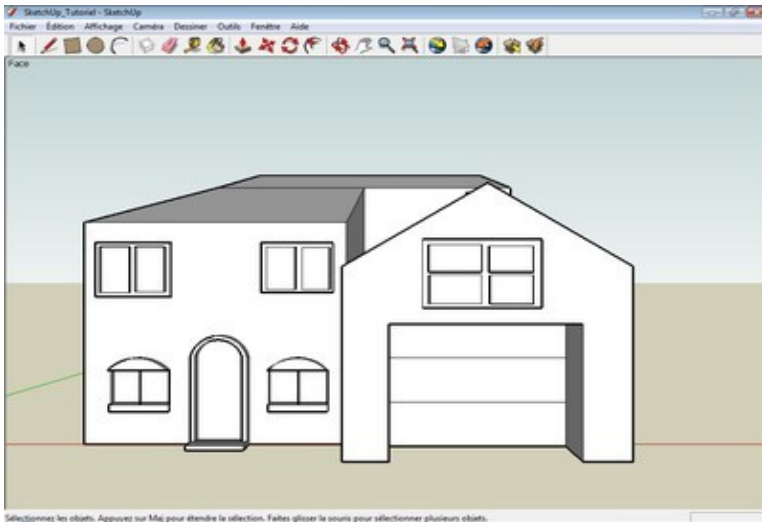 SketchUp_Tutoriel - SketchUp
Fichier Édition Affichage Caméra Dessiner Outils Fenêtre Aide
Face
Sélectionnez les objets. Appuyez sur Maj pour étendre la sélection. Faites glisser la souris pour sélectionner plusieurs objets.